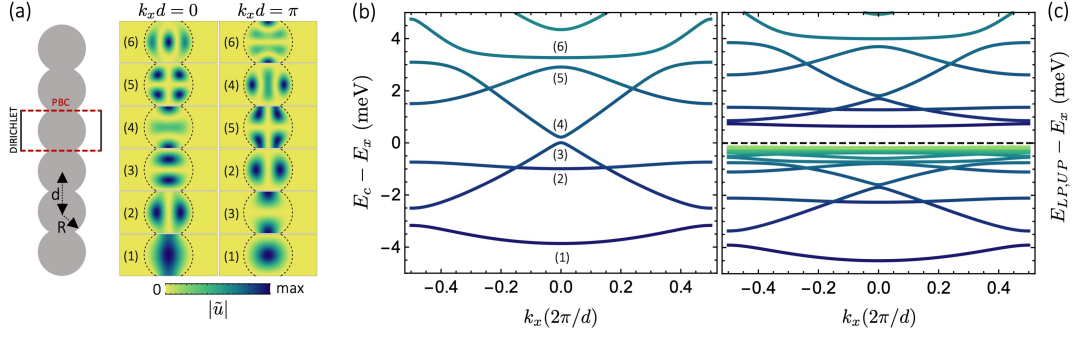 (a)
k_x d = 0
k_x d = π
PBC
DIRICHLET
d
R
(6)
(5)
(4)
(3)
(2)
(1)
(6)
(4)
(5)
(2)
(3)
(1)
0
max
|ũ|
(b)
E_c − E_x (meV)
4
2
0
−2
−4
(6)
(5)
(4)
(3)
(2)
(1)
−0.4 −0.2 0.0 0.2 0.4
k_x(2π/d)
−0.4 −0.2 0.0 0.2 0.4
k_x(2π/d)
(c)
E_{LP,UP} − E_x (meV)